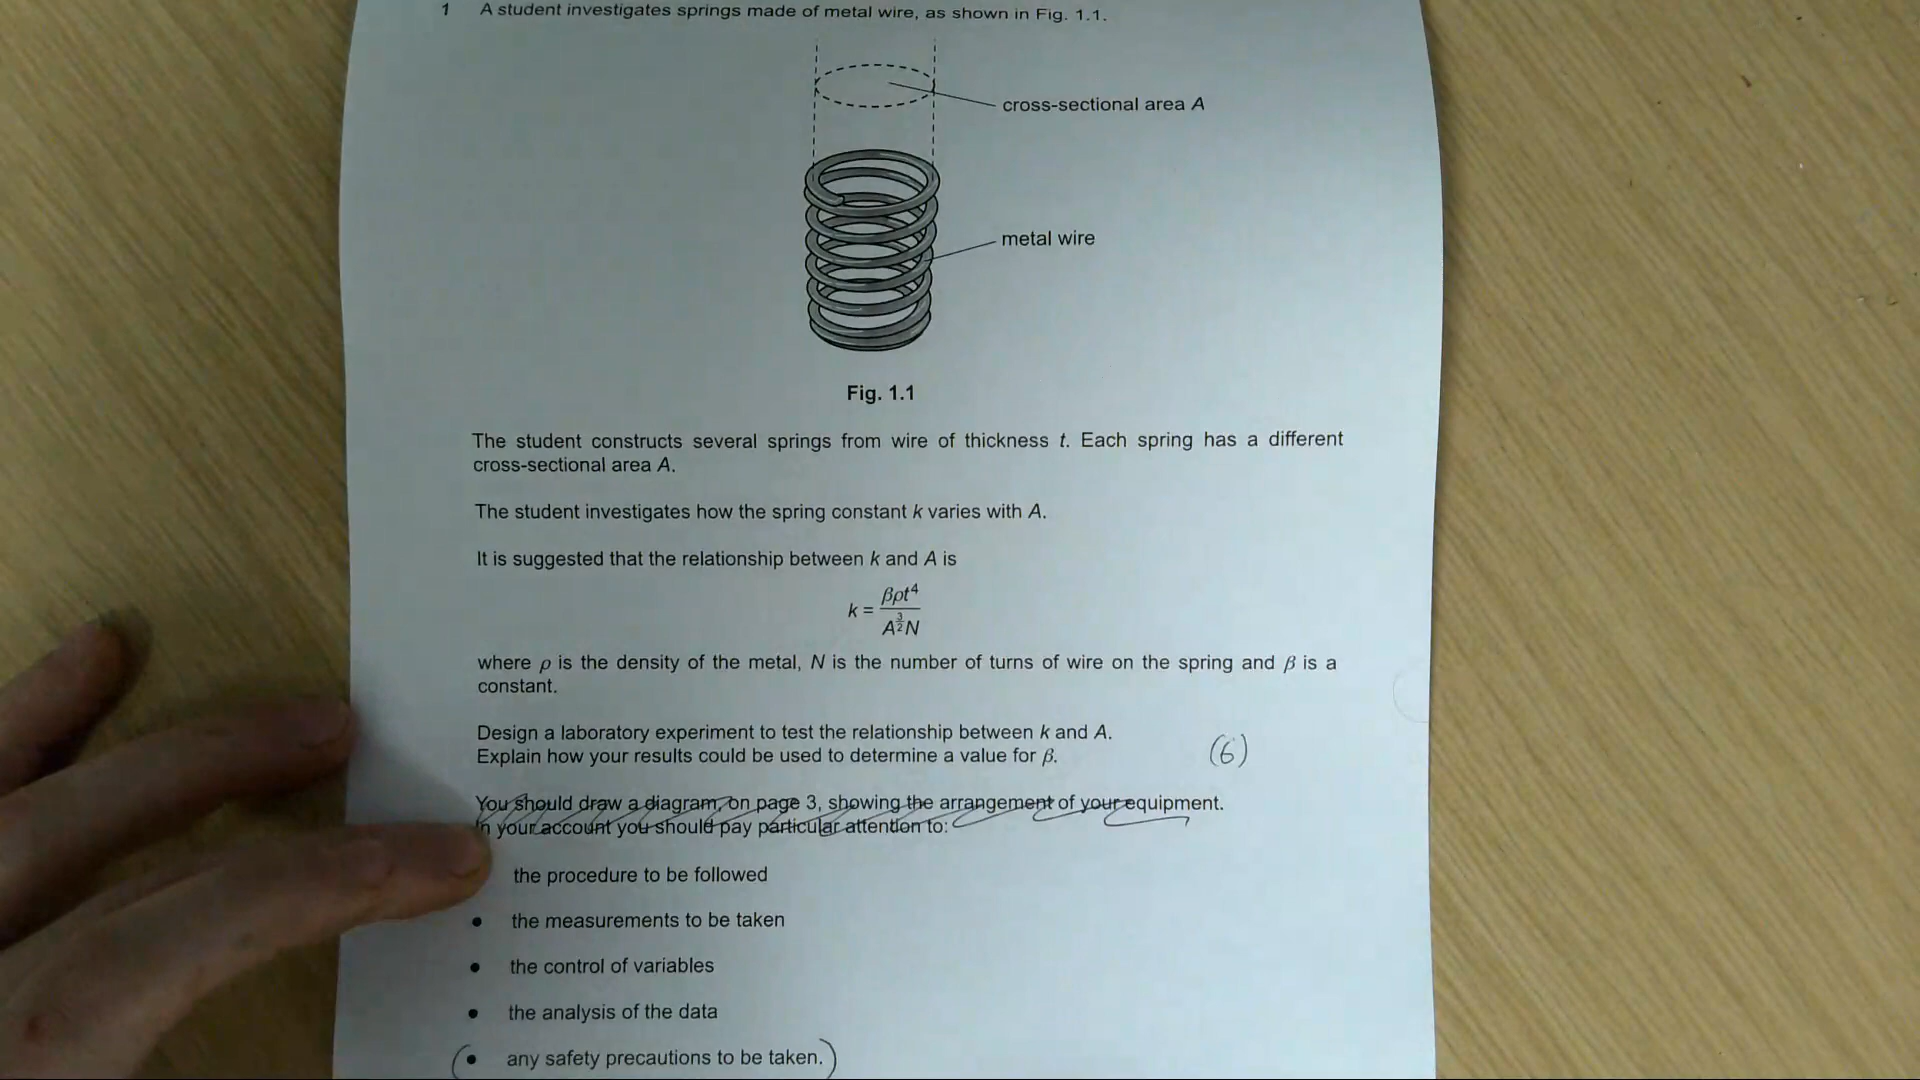 1 A student investigates springs made of metal wire, as shown in Fig. 1.1.
cross-sectional area A
metal wire
Fig. 1.1
The student constructs several springs from wire of thickness t. Each spring has a different
cross-sectional area A.
The student investigates how the spring constant k varies with A.
It is suggested that the relationship between k and A is
k = βρt⁴ / A^(3/2) N
where ρ is the density of the metal, N is the number of turns of wire on the spring and β is a
constant.
Design a laboratory experiment to test the relationship between k and A.
Explain how your results could be used to determine a value for β. (6)
You should draw a diagram, on page 3, showing the arrangement of your equipment.
In your account you should pay particular attention to:
the procedure to be followed
• the measurements to be taken
• the control of variables
• the analysis of the data
(• any safety precautions to be taken.)